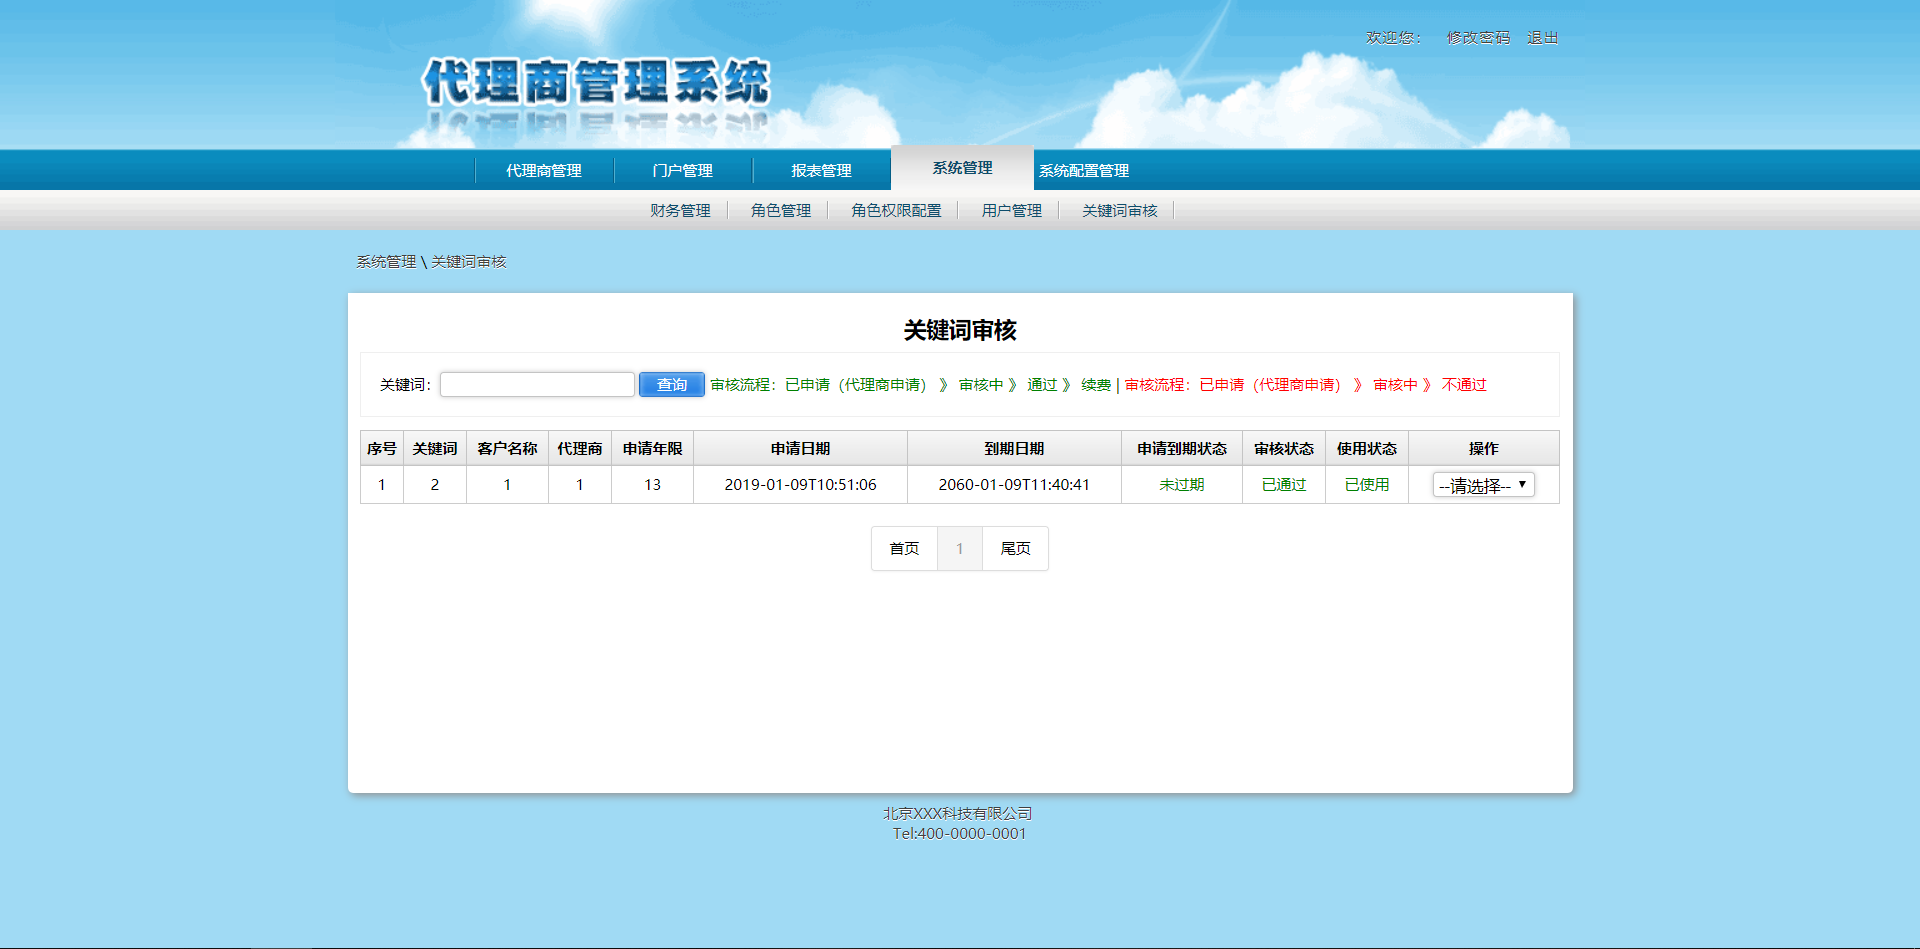 欢迎您： 修改密码 退出
代理商管理系统
代理商管理 门户管理 报表管理 系统管理 系统配置管理
财务管理 角色管理 角色权限配置 用户管理 关键词审核
系统管理 \ 关键词审核
关键词审核
关键词： 查询 审核流程：已申请（代理商申请） 》 审核中 》 通过 》 续费 | 审核流程：已申请（代理商申请） 》 审核中 》 不通过
序号 关键词 客户名称 代理商 申请年限 申请日期 到期日期 申请到期状态 审核状态 使用状态 操作
1 2 1 1 13 2019-01-09T10:51:06 2060-01-09T11:40:41 未过期 已通过 已使用 --请选择--
首页 1 尾页
北京XXX科技有限公司
Tel:400-0000-0001